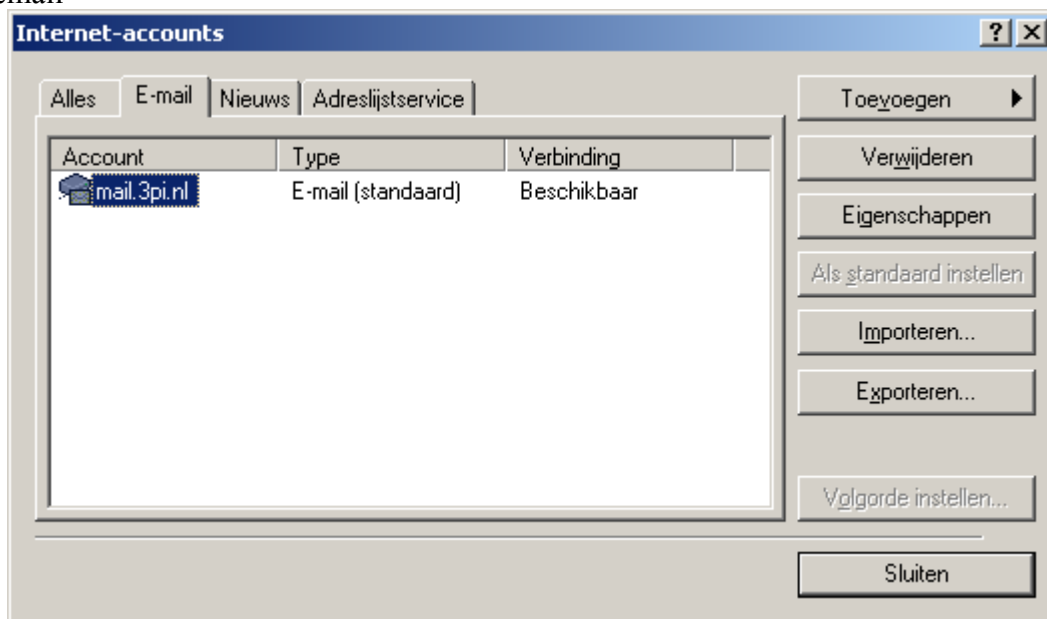 email
Internet-accounts
Alles E-mail Nieuws Adreslijstservice
Account Type Verbinding
mail.3pi.nl E-mail (standaard) Beschikbaar
Toevoegen
Verwijderen
Eigenschappen
Als standaard instellen
Importeren...
Exporteren...
Volgorde instellen...
Sluiten